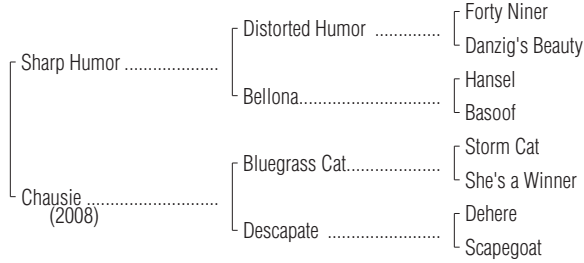 Forty Niner
Distorted Humor ..................
Danzig's Beauty
Sharp Humor .....................
Hansel
Bellona................................
Basoof
Storm Cat
Bluegrass Cat.....................
She's a Winner
Chausie .............................
(2008)
Dehere
Descapate .........................
Scapegoat